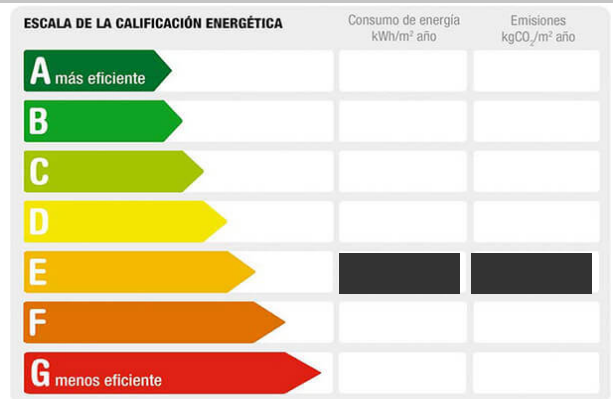 ESCALA DE LA CALIFICACIÓN ENERGÉTICA
Consumo de energía
kWh/m² año
Emisiones
kgCO₂/m² año
A más eficiente
B
C
D
E
F
G menos eficiente